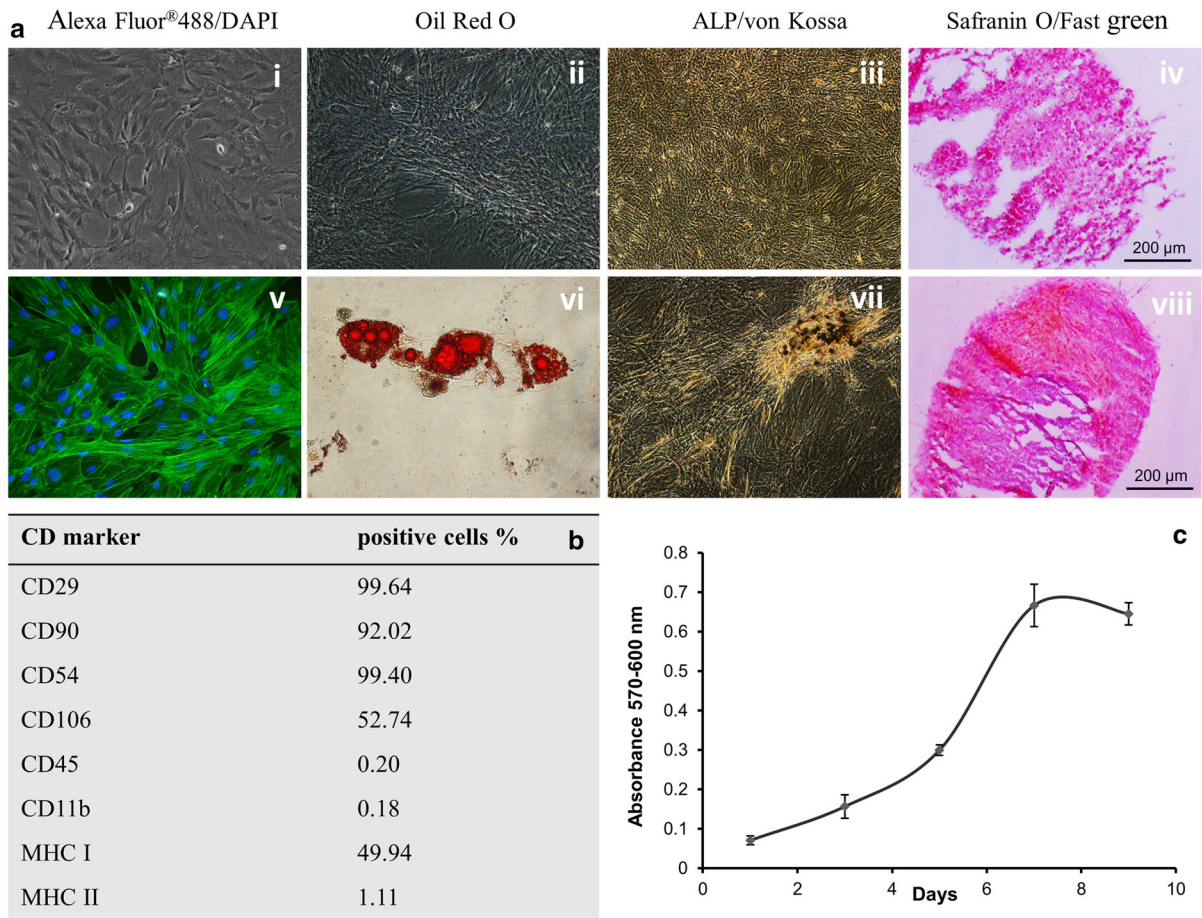 a
Alexa Fluor®488/DAPI
Oil Red O
ALP/von Kossa
Safranin O/Fast green
i
ii
iii
iv
200 µm
v
vi
vii
viii
200 µm
CD marker positive cells % b
CD29 99.64
CD90 92.02
CD54 99.40
CD106 52.74
CD45 0.20
CD11b 0.18
MHC I 49.94
MHC II 1.11
c
Absorbance 570-600 nm
0.8
0.7
0.6
0.5
0.4
0.3
0.2
0.1
0
0 2 4 6 8 10
Days